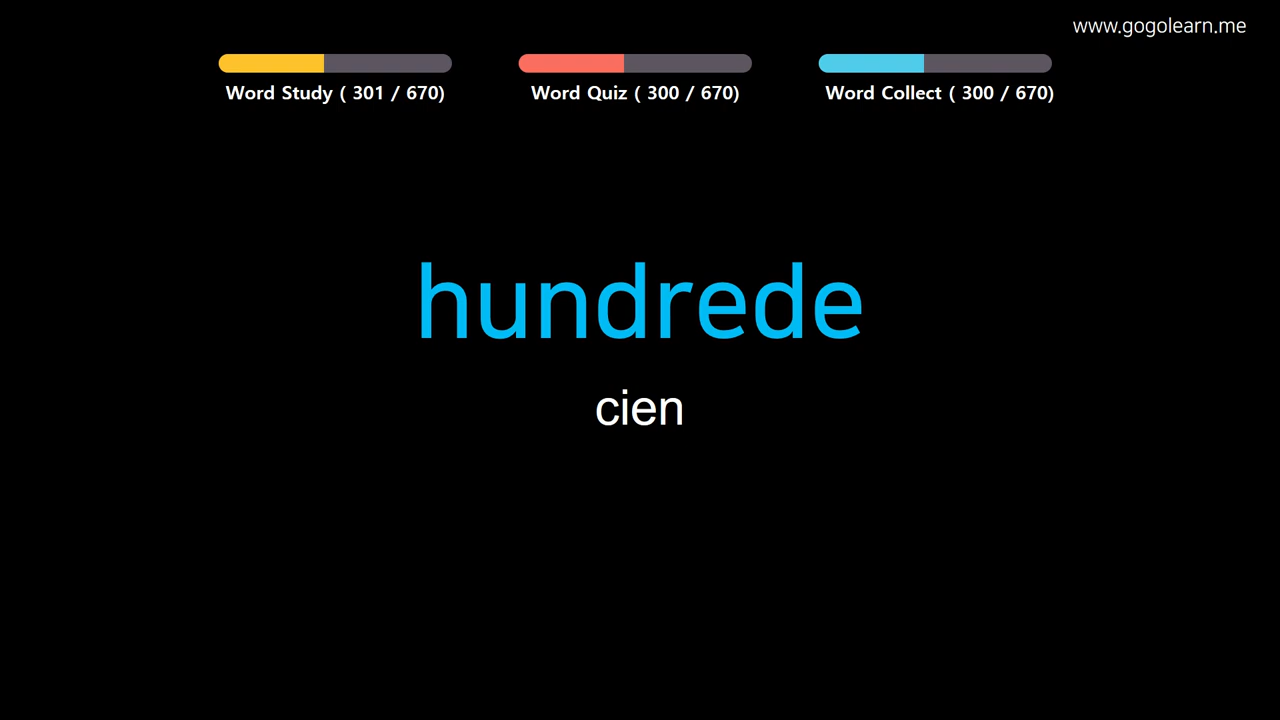 www.gogolearn.me
Word Study ( 301 / 670)
Word Quiz ( 300 / 670)
Word Collect ( 300 / 670)
hundrede
cien